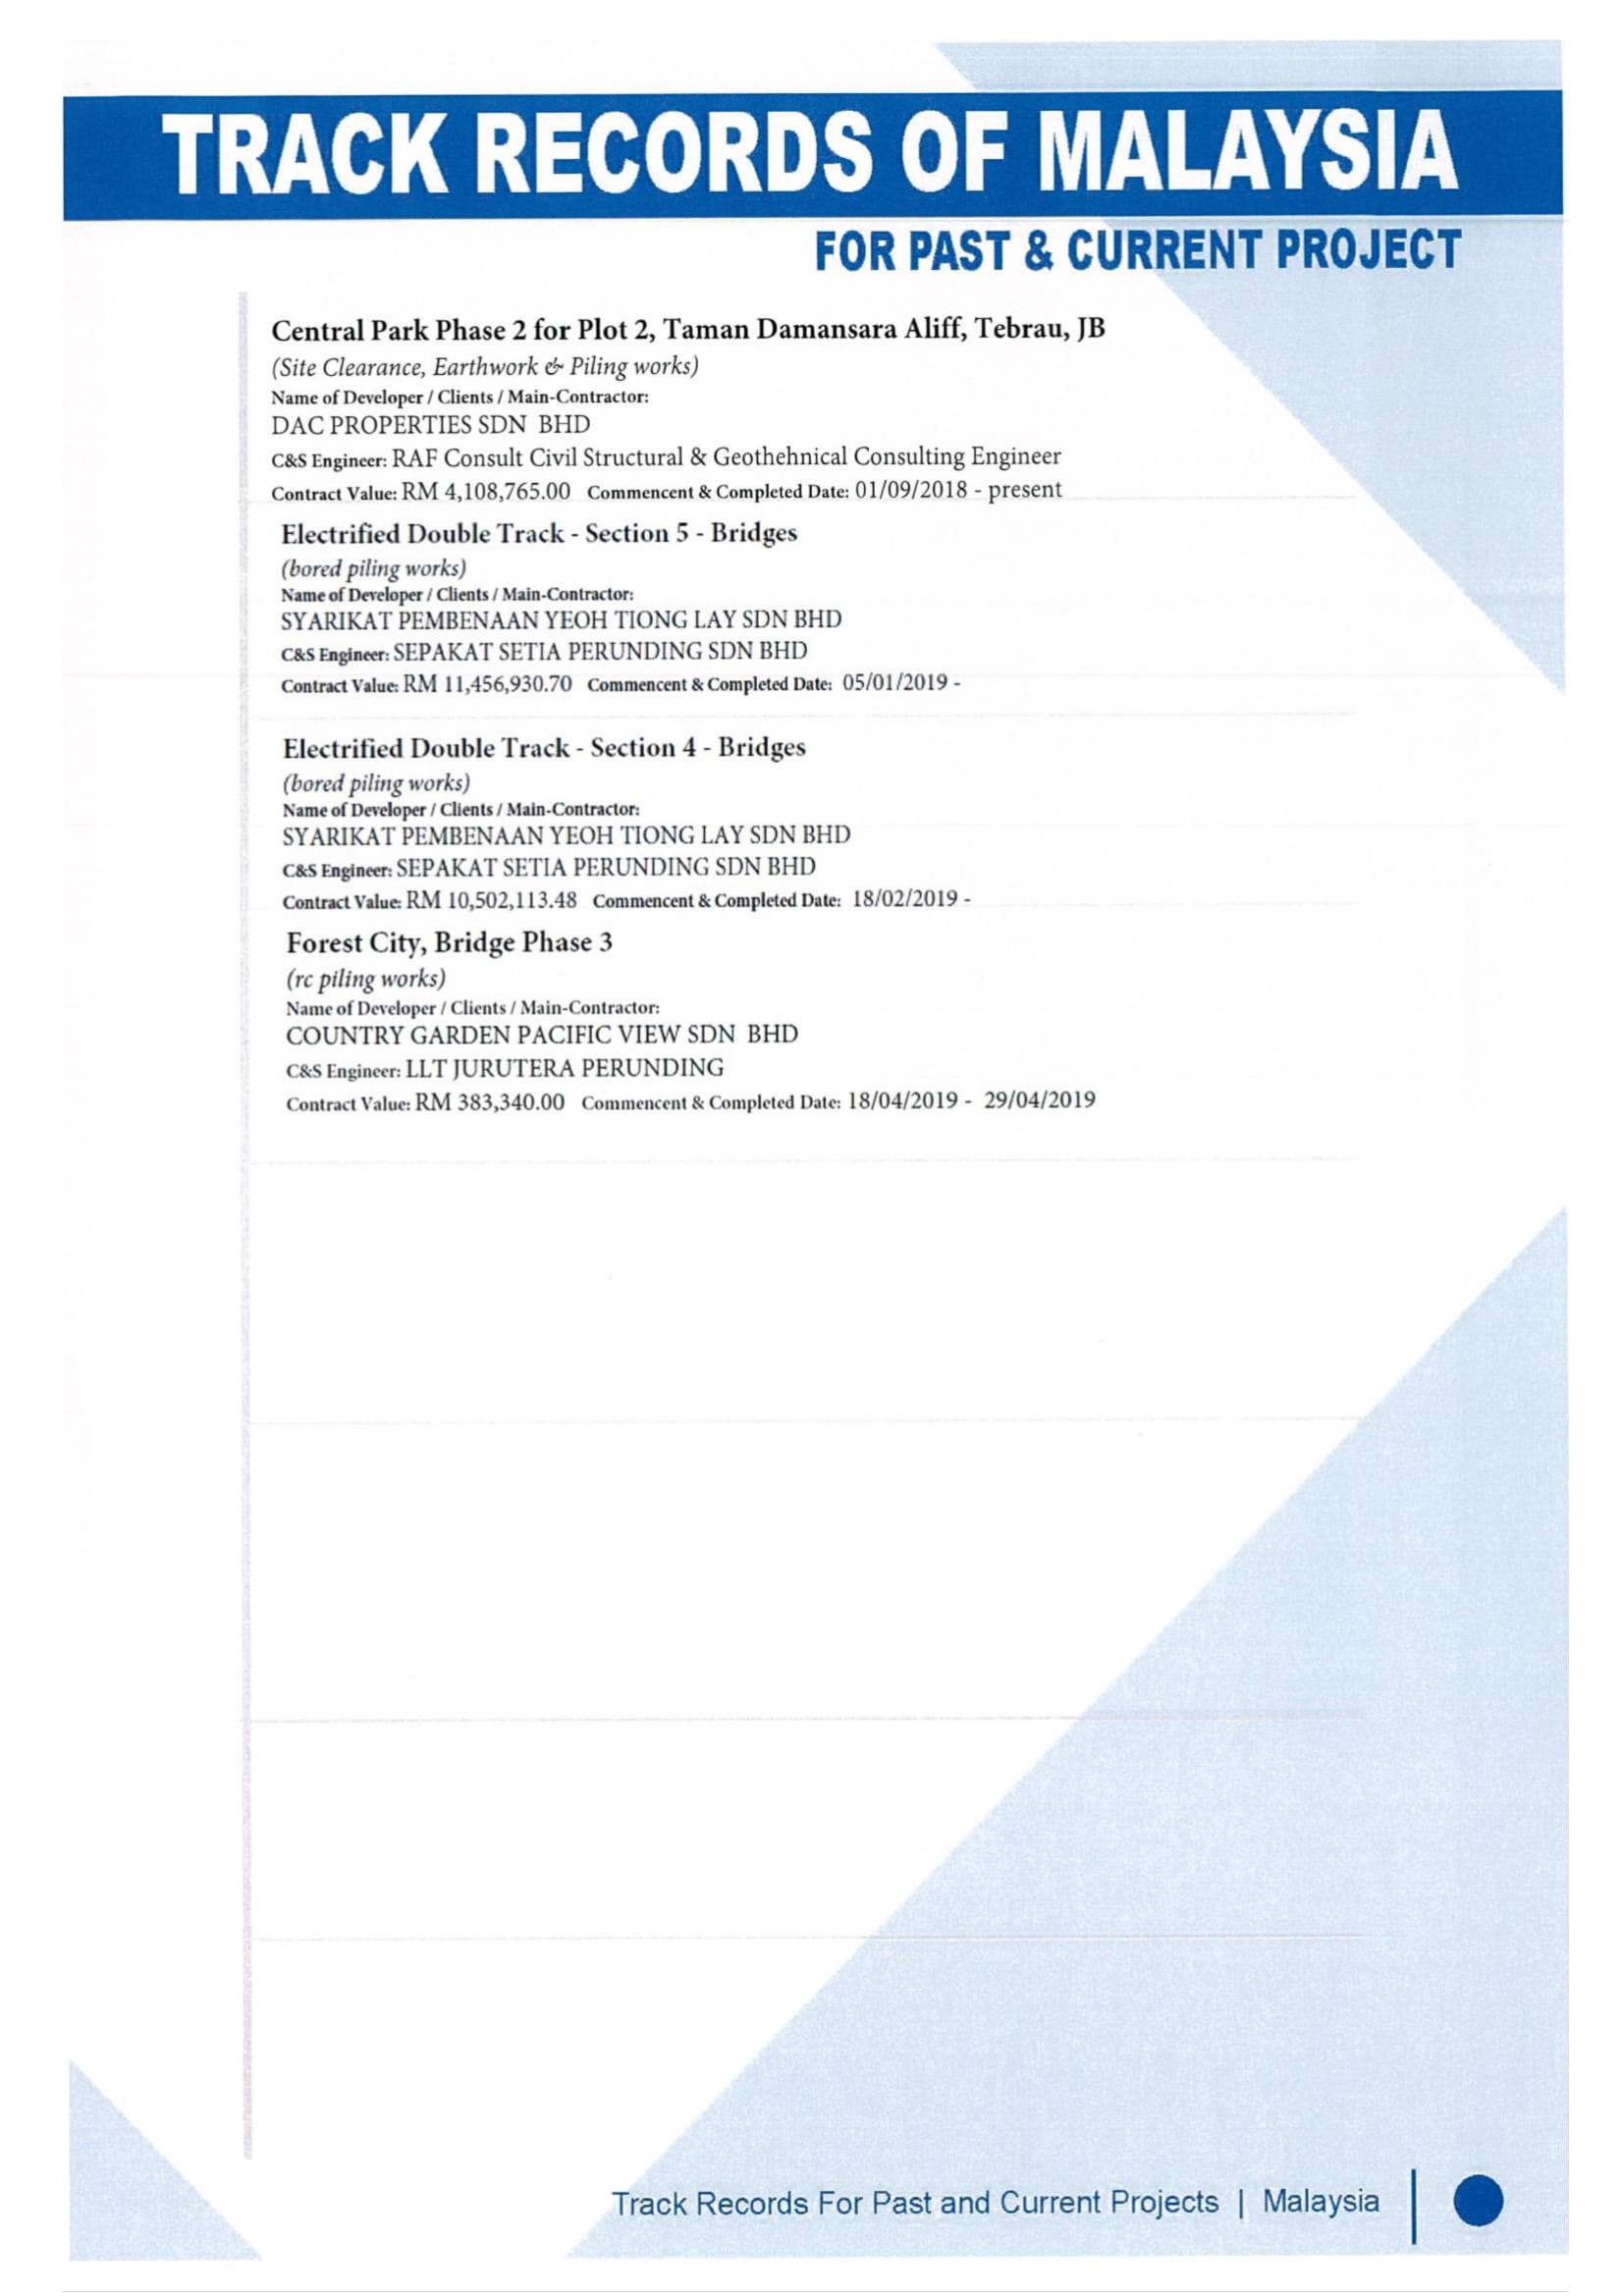 TRACK RECORDS OF MALAYSIA
FOR PAST & CURRENT PROJECT
Central Park Phase 2 for Plot 2, Taman Damansara Aliff, Tebrau, JB
(Site Clearance, Earthwork & Piling works)
Name of Developer / Clients / Main-Contractor:
DAC PROPERTIES SDN BHD
C&S Engineer: RAF Consult Civil Structural & Geothehnical Consulting Engineer
Contract Value: RM 4,108,765.00 Commencent & Completed Date: 01/09/2018 - present
Electrified Double Track - Section 5 - Bridges
(bored piling works)
Name of Developer / Clients / Main-Contractor:
SYARIKAT PEMBENAAN YEOH TIONG LAY SDN BHD
C&S Engineer: SEPAKAT SETIA PERUNDING SDN BHD
Contract Value: RM 11,456,930.70 Commencent & Completed Date: 05/01/2019 -
Electrified Double Track - Section 4 - Bridges
(bored piling works)
Name of Developer / Clients / Main-Contractor:
SYARIKAT PEMBENAAN YEOH TIONG LAY SDN BHD
C&S Engineer: SEPAKAT SETIA PERUNDING SDN BHD
Contract Value: RM 10,502,113.48 Commencent & Completed Date: 18/02/2019 -
Forest City, Bridge Phase 3
(rc piling works)
Name of Developer / Clients / Main-Contractor:
COUNTRY GARDEN PACIFIC VIEW SDN BHD
C&S Engineer: LLT JURUTERA PERUNDING
Contract Value: RM 383,340.00 Commencent & Completed Date: 18/04/2019 - 29/04/2019
Track Records For Past and Current Projects | Malaysia